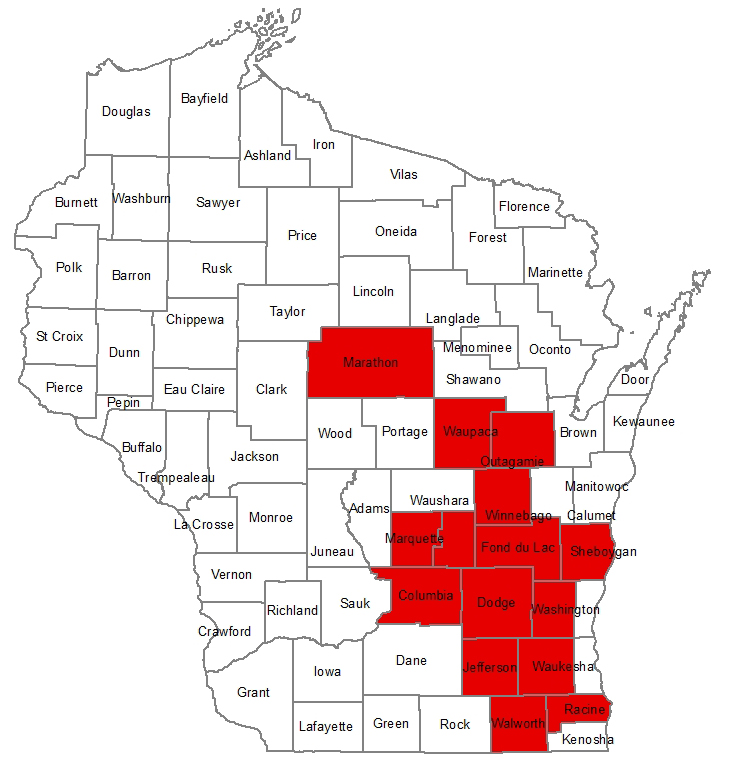 Bayfield
Douglas
Iron
Ashland
Vilas
Burnett
Washburn
Sawyer
Florence
Price
Oneida
Forest
Polk
Barron
Rusk
Marinette
Lincoln
Taylor
Chippewa
Langlade
St Croix
Dunn
Menominee
Oconto
Marathon
Shawano
Door
Pierce
Eau Claire
Clark
Pepin
Wood
Portage
Waupaca
Brown
Kewaunee
Buffalo
Jackson
Outagamie
Trempealeau
Manitowoc
Waushara
Adams
Winnebago
Calumet
La Crosse
Monroe
Marquette
Juneau
Fond du Lac
Sheboygan
Vernon
Columbia
Dodge
Sauk
Richland
Washington
Crawford
Dane
Jefferson
Waukesha
Iowa
Grant
Racine
Lafayette
Green
Rock
Walworth
Kenosha